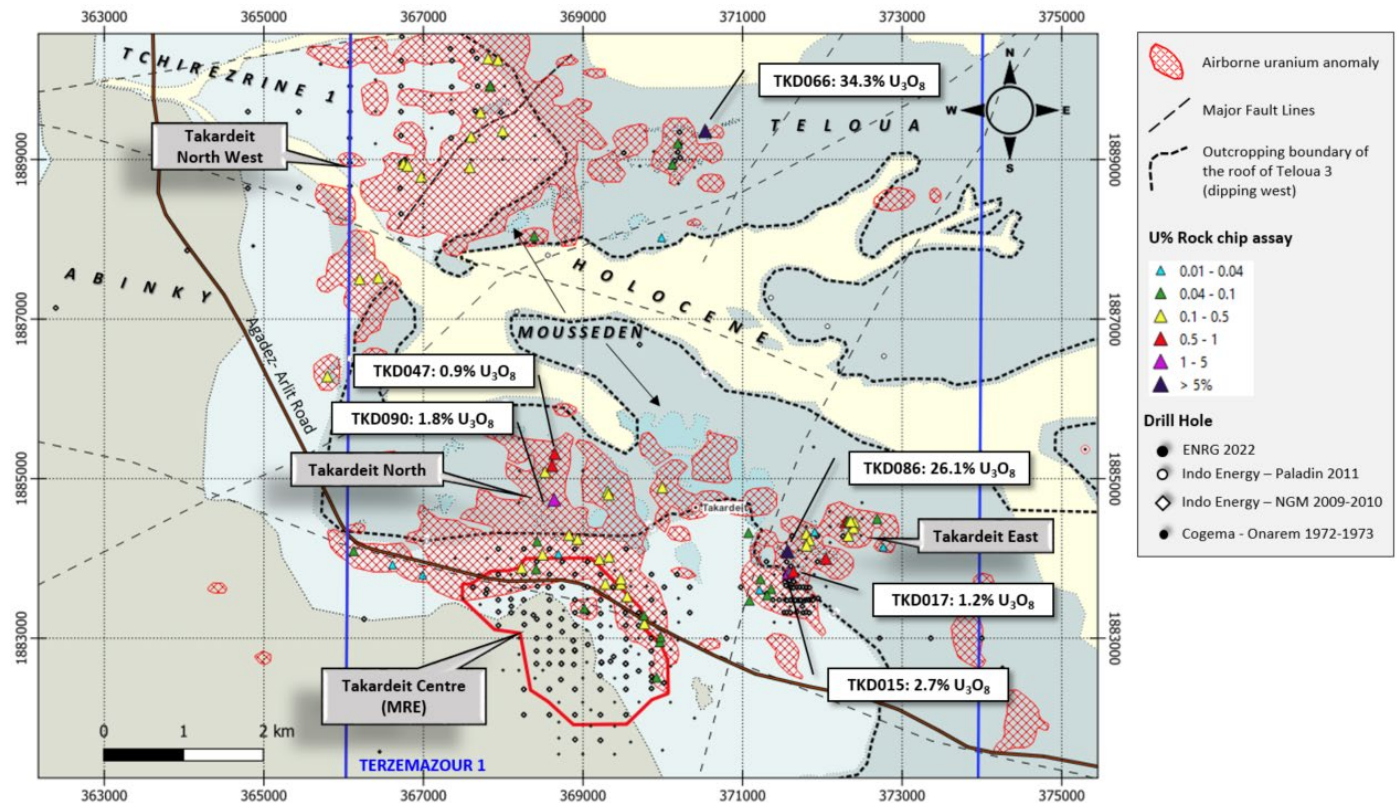 363000
365000
367000
369000
371000
373000
375000
TCHIREZRINE 1
TKD066: 34.3% U₃O₈
TELOUA
N
W
E
S
Takardeit
North West
1889000
1889000
ABINKY
HOLOCENE
1887000
1887000
MOUSSEDEN
Agadez- Arlit Road
TKD047: 0.9% U₃O₈
TKD090: 1.8% U₃O₈
Takardeit North
TKD086: 26.1% U₃O₈
1885000
1885000
Takardeit
Takardeit East
TKD017: 1.2% U₃O₈
1883000
1883000
Takardeit Centre
(MRE)
TKD015: 2.7% U₃O₈
0
1
2 km
TERZEMAZOUR 1
363000
365000
367000
369000
371000
373000
375000
Airborne uranium anomaly
Major Fault Lines
Outcropping boundary of
the roof of Teloua 3
(dipping west)
U% Rock chip assay
0.01 - 0.04
0.04 - 0.1
0.1 - 0.5
0.5 - 1
1 - 5
> 5%
Drill Hole
ENRG 2022
Indo Energy – Paladin 2011
Indo Energy – NGM 2009-2010
Cogema - Onarem 1972-1973